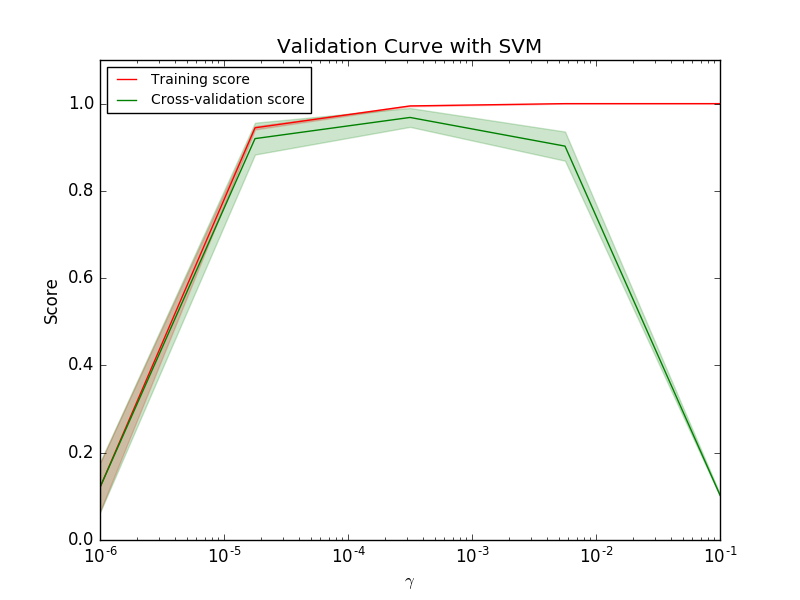 Validation Curve with SVM
Training score
Cross-validation score
1.0
0.8
0.6
0.4
0.2
0.0
Score
10^-6 10^-5 10^-4 10^-3 10^-2 10^-1
γ